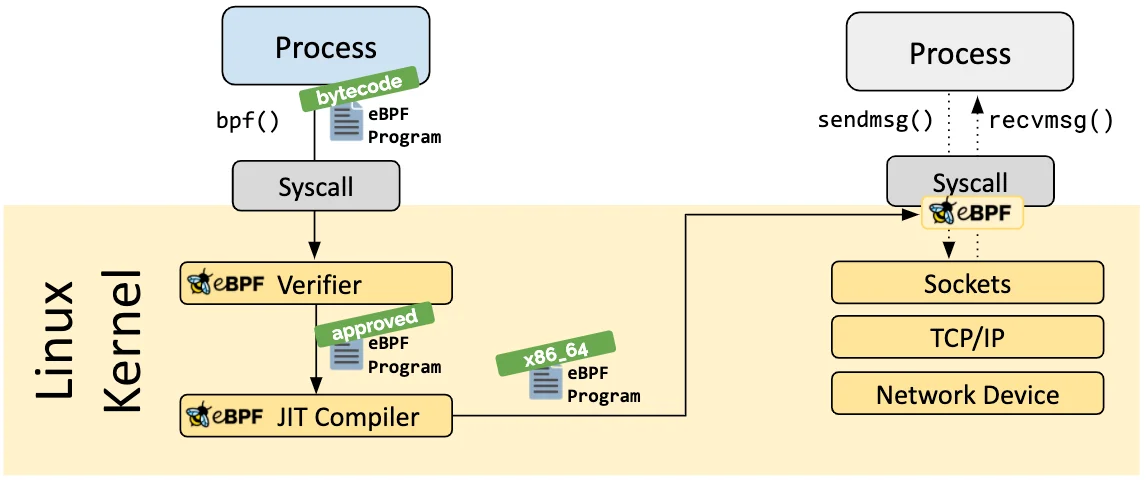 Process
bytecode
bpf()
eBPF
Program
Syscall
Linux
Kernel
eBPF Verifier
approved
eBPF
Program
eBPF JIT Compiler
x86_64
eBPF
Program
Process
sendmsg() recvmsg()
Syscall
eBPF
Sockets
TCP/IP
Network Device